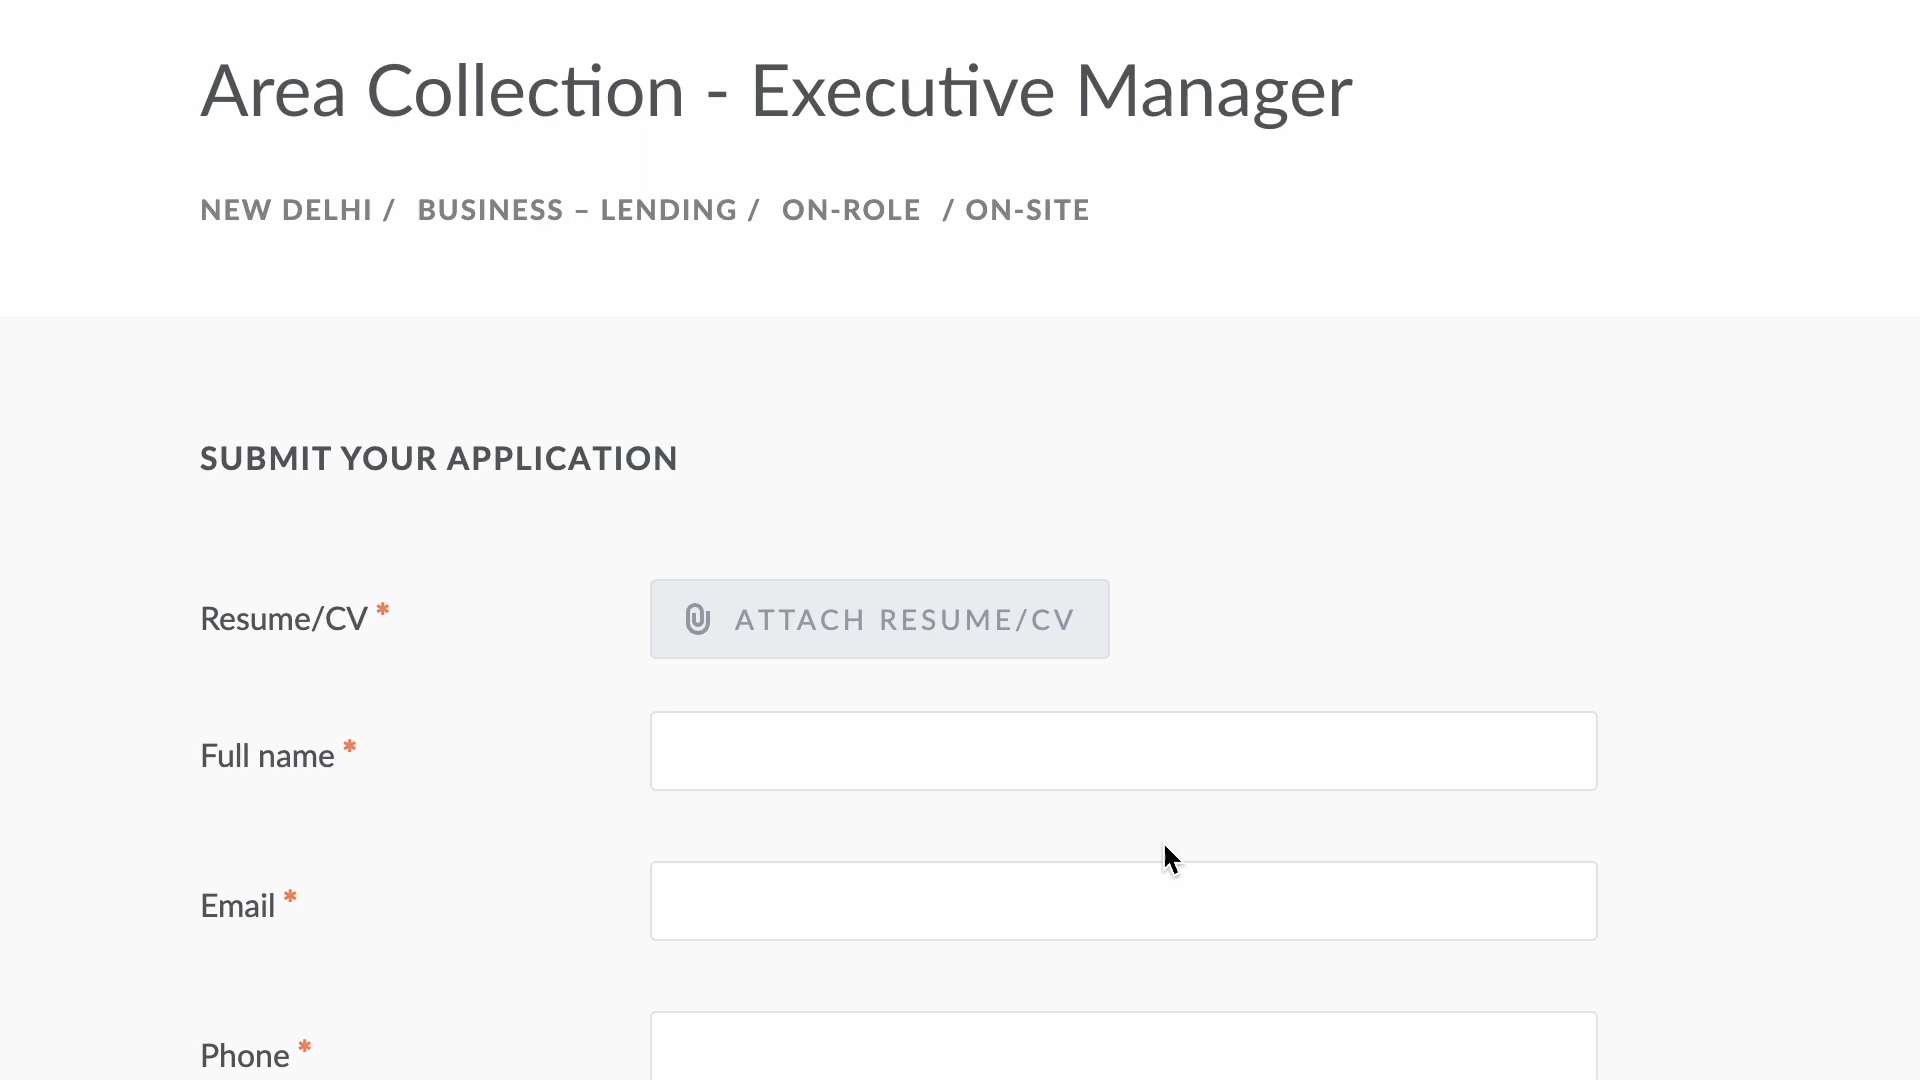 Area Collection - Executive Manager
NEW DELHI / BUSINESS – LENDING / ON-ROLE / ON-SITE
SUBMIT YOUR APPLICATION
Resume/CV *
ATTACH RESUME/CV
Full name *
Email *
Phone *